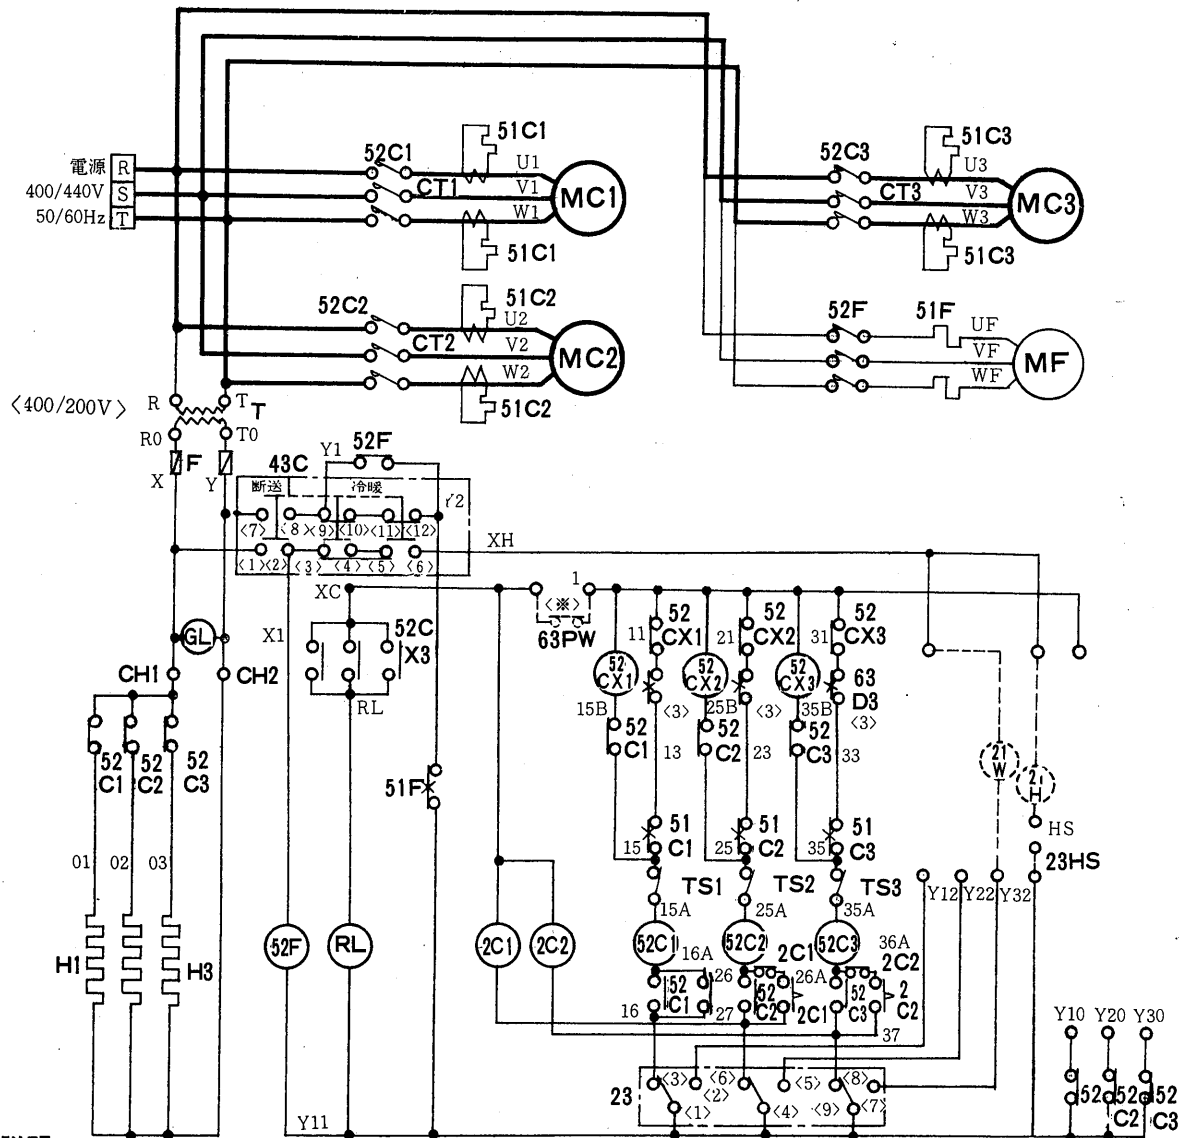 51C1
51C3
52C1
52C3
電源 R
U1
U3
400/440V S
CT1
V1
MC1
CT3
V3
MC3
50/60Hz T
W1
W3
51C1
51C3
52C2
51C2
52F
51F
U2
UF
CT2
V2
MC2
VF
MF
W2
WF
51C2
〈400/200V〉
R
T
T
R0
T0
F
X
Y
43C
Y1
52F
断送
冷暖
Y2
〈7〉 〈8〉 〈9〉 〈10〉 〈11〉 〈12〉
XH
〈1〉 〈2〉 〈3〉 〈4〉 〈5〉 〈6〉
XC
1
〈※〉
63PW
GL
X1
52C
X3
11
52
CX1
21
52
CX2
31
52
CX3
CH1
CH2
RL
52
CX1
52
CX2
52
CX3
63
D3
〈3〉
〈3〉
〈3〉
15B
25B
35B
52
C1
13
52
C2
23
52
C3
33
52
C1
52
C2
52
C3
51F
21
W
21
H
HS
23HS
01
02
03
15
51
C1
25
51
C2
35
51
C3
TS1
TS2
TS3
Y12
Y22
Y32
15A
25A
35A
H1
H3
52F
RL
2C1
2C2
52C1
52C2
52C3
16A
2C1
26A
36A
2C2
26
52
C1
52
C2
2C1
52
C3
2
C2
16
27
37
Y10
Y20
Y30
23
〈3〉
〈2〉
〈6〉
〈5〉
〈8〉
〈1〉
〈4〉
〈9〉
〈7〉
52
52
C2
52
C3
Y11